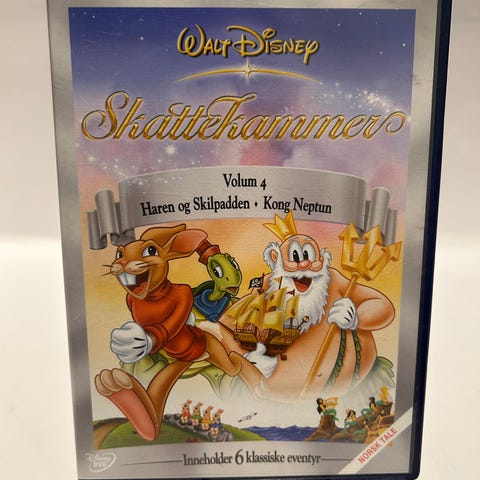 WALT DISNEY
Skattekammer
Volum 4
Haren og Skilpadden • Kong Neptun
Inneholder 6 klassiske eventyr
NORSK TALE
Disney
DVD